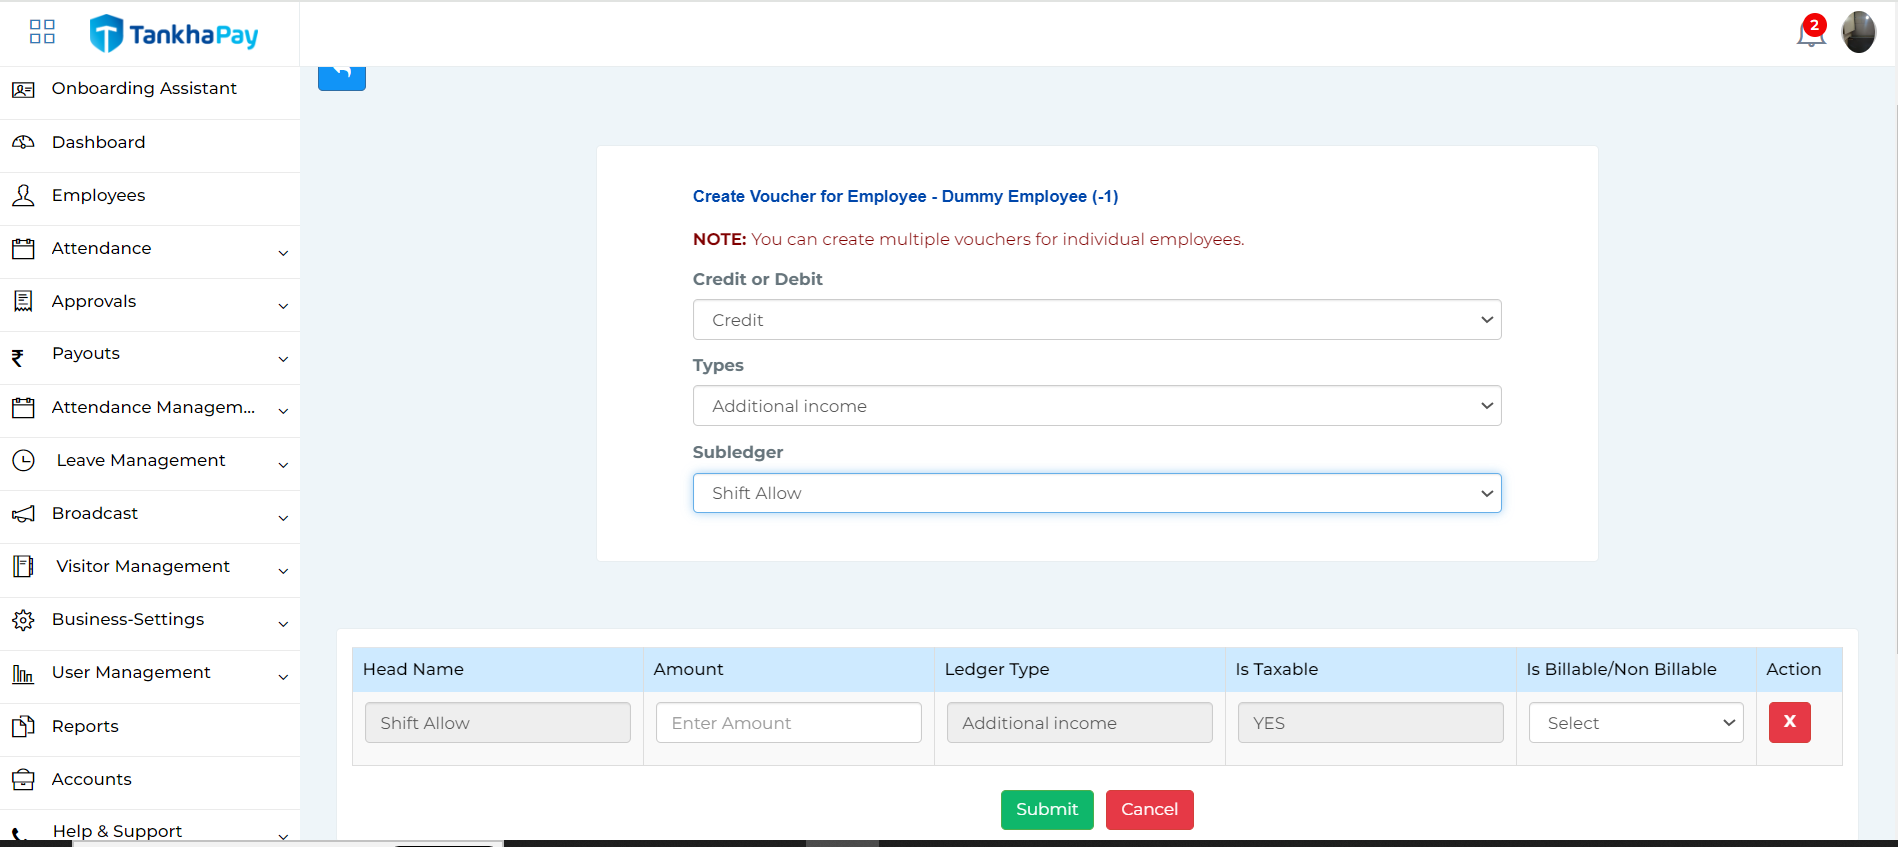 TankhaPay
2
Onboarding Assistant
Dashboard
Employees
Attendance
Approvals
Payouts
Attendance Managem...
Leave Management
Broadcast
Visitor Management
Business-Settings
User Management
Reports
Accounts
Help & Support
Create Voucher for Employee - Dummy Employee (-1)
NOTE: You can create multiple vouchers for individual employees.
Credit or Debit
Credit
Types
Additional income
Subledger
Shift Allow
Head Name Amount Ledger Type Is Taxable Is Billable/Non Billable Action
Shift Allow Enter Amount Additional income YES Select X
Submit Cancel